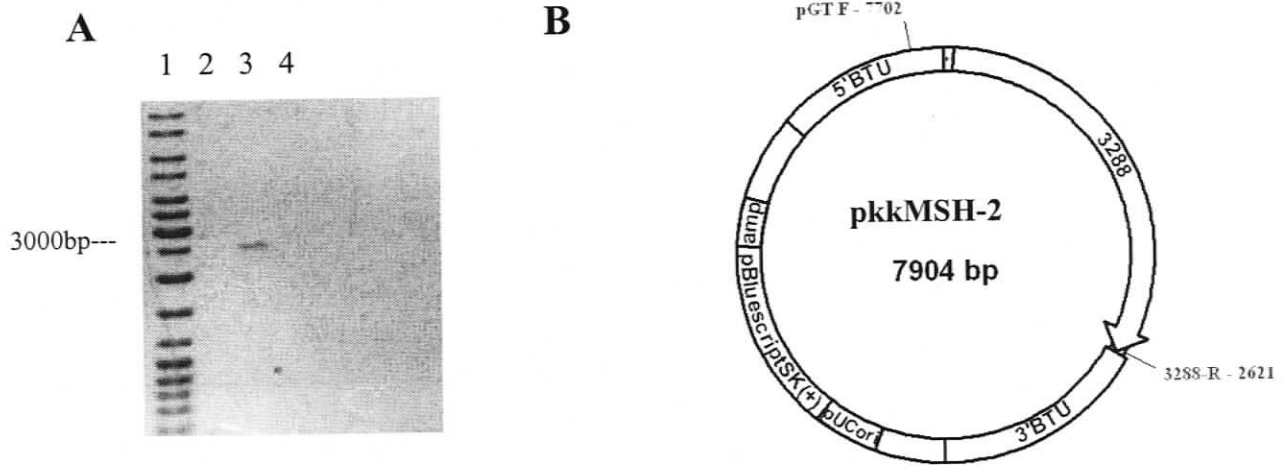 A
1 2 3 4
3000bp---
B
pGT F - 7702
5'BTU
3288
amp
pkkMSH-2
7904 bp
pBluescriptSK(+)
3288-R - 2621
pUCori
3'BTU